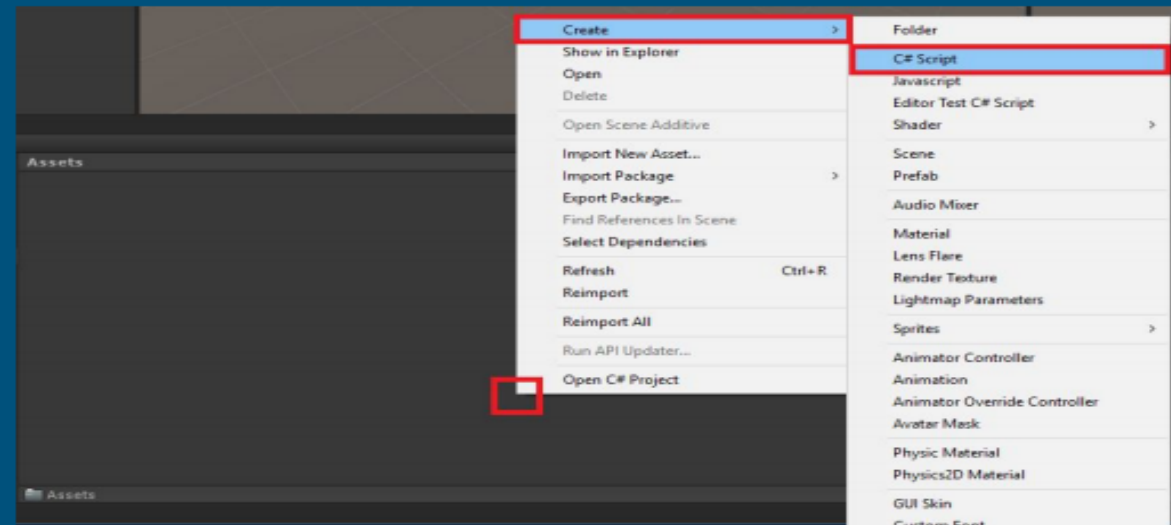 Create
Show in Explorer
Open
Delete
Open Scene Additive
Import New Asset...
Import Package
Export Package...
Find References In Scene
Select Dependencies
Refresh Ctrl+R
Reimport
Reimport All
Run API Updater...
Open C# Project
Folder
C# Script
Javascript
Editor Test C# Script
Shader
Scene
Prefab
Audio Mixer
Material
Lens Flare
Render Texture
Lightmap Parameters
Sprites
Animator Controller
Animation
Animator Override Controller
Avatar Mask
Physic Material
Physics2D Material
GUI Skin
Custom Font
Assets
Assets